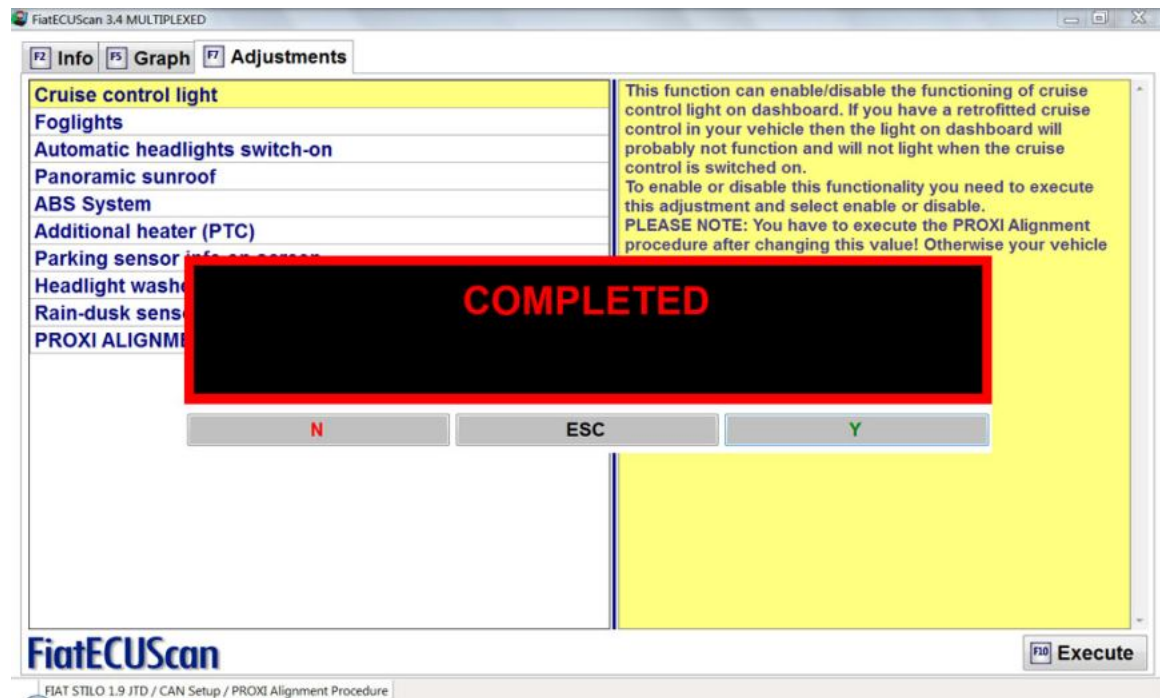 FiatECUScan 3.4 MULTIPLEXED
F2 Info F5 Graph F7 Adjustments
Cruise control light
Foglights
Automatic headlights switch-on
Panoramic sunroof
ABS System
Additional heater (PTC)
Parking sensor info on screen
Headlight washe
Rain-dusk sens
PROXI ALIGNME
This function can enable/disable the functioning of cruise
control light on dashboard. If you have a retrofitted cruise
control in your vehicle then the light on dashboard will
probably not function and will not light when the cruise
control is switched on.
To enable or disable this functionality you need to execute
this adjustment and select enable or disable.
PLEASE NOTE: You have to execute the PROXI Alignment
procedure after changing this value! Otherwise your vehicle
COMPLETED
N ESC Y
FiatECUScan
F10 Execute
FIAT STILO 1.9 JTD / CAN Setup / PROXI Alignment Procedure